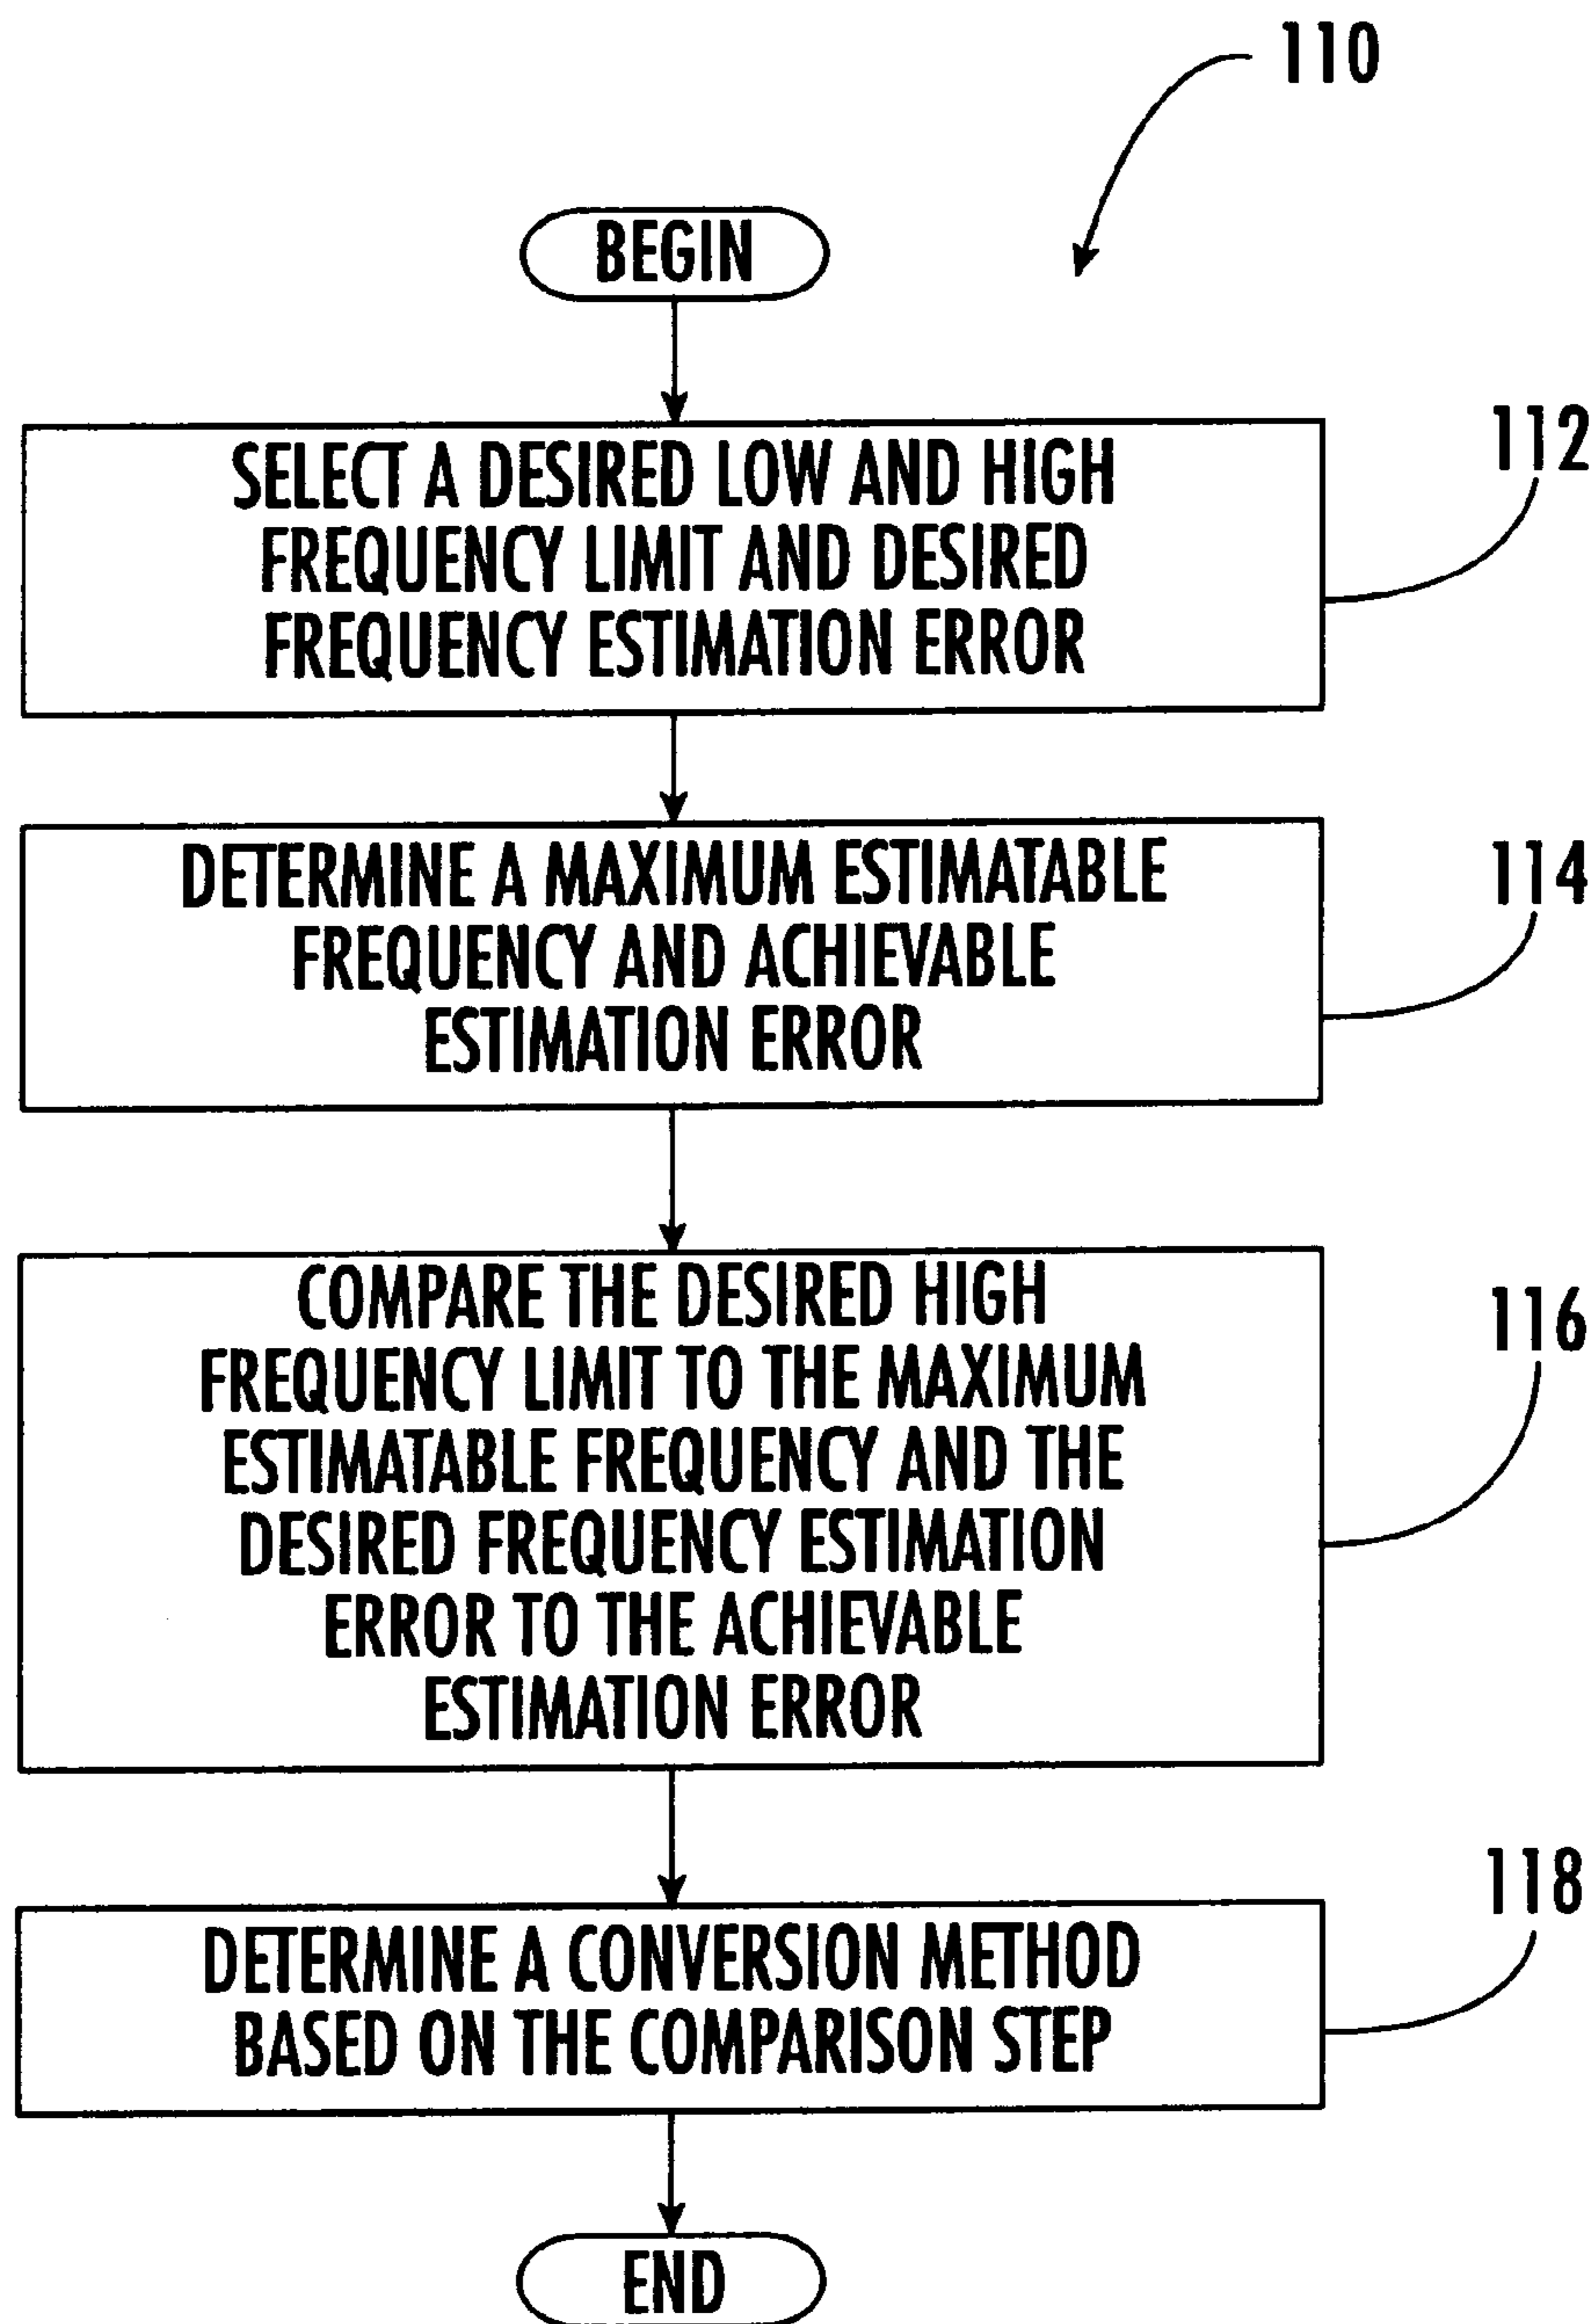 110
BEGIN
SELECT A DESIRED LOW AND HIGH
FREQUENCY LIMIT AND DESIRED
FREQUENCY ESTIMATION ERROR
112
DETERMINE A MAXIMUM ESTIMATABLE
FREQUENCY AND ACHIEVABLE
ESTIMATION ERROR
114
COMPARE THE DESIRED HIGH
FREQUENCY LIMIT TO THE MAXIMUM
ESTIMATABLE FREQUENCY AND THE
DESIRED FREQUENCY ESTIMATION
ERROR TO THE ACHIEVABLE
ESTIMATION ERROR
116
DETERMINE A CONVERSION METHOD
BASED ON THE COMPARISON STEP
118
END